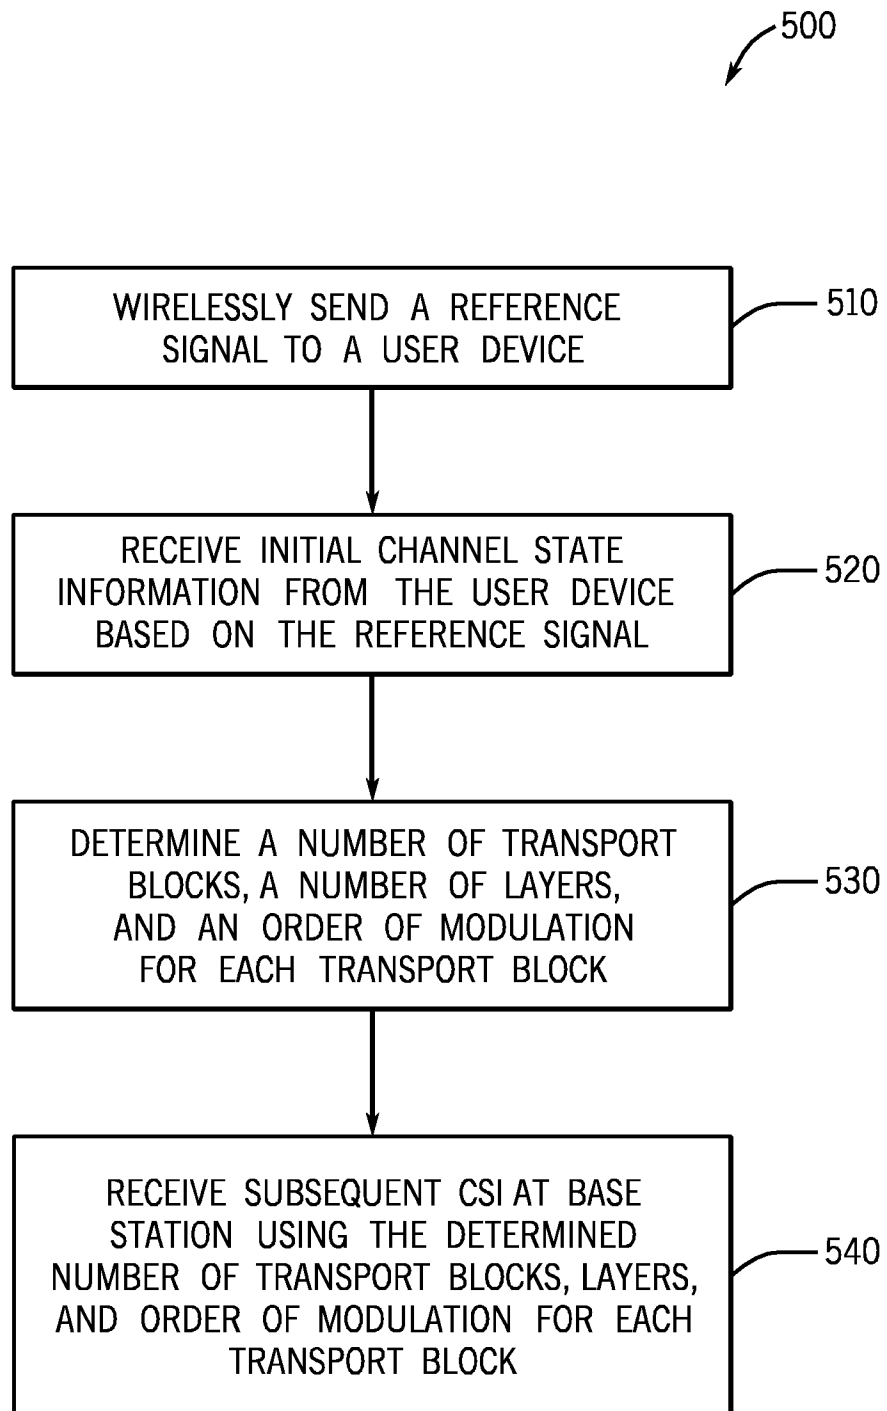 500
WIRELESSLY SEND A REFERENCE
SIGNAL TO A USER DEVICE
510
RECEIVE INITIAL CHANNEL STATE
INFORMATION FROM THE USER DEVICE
BASED ON THE REFERENCE SIGNAL
520
DETERMINE A NUMBER OF TRANSPORT
BLOCKS, A NUMBER OF LAYERS,
AND AN ORDER OF MODULATION
FOR EACH TRANSPORT BLOCK
530
RECEIVE SUBSEQUENT CSI AT BASE
STATION USING THE DETERMINED
NUMBER OF TRANSPORT BLOCKS, LAYERS,
AND ORDER OF MODULATION FOR EACH
TRANSPORT BLOCK
540